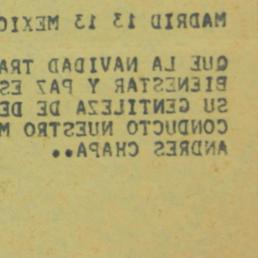 MADRID 13 13 MEXIC
QUE LA NAVIDAD TRA
BIENESTAR Y PAZ ES
SU GENTILEZA DE DE
CONDUCTO NUESTRO M
ANDRES CHAPA..